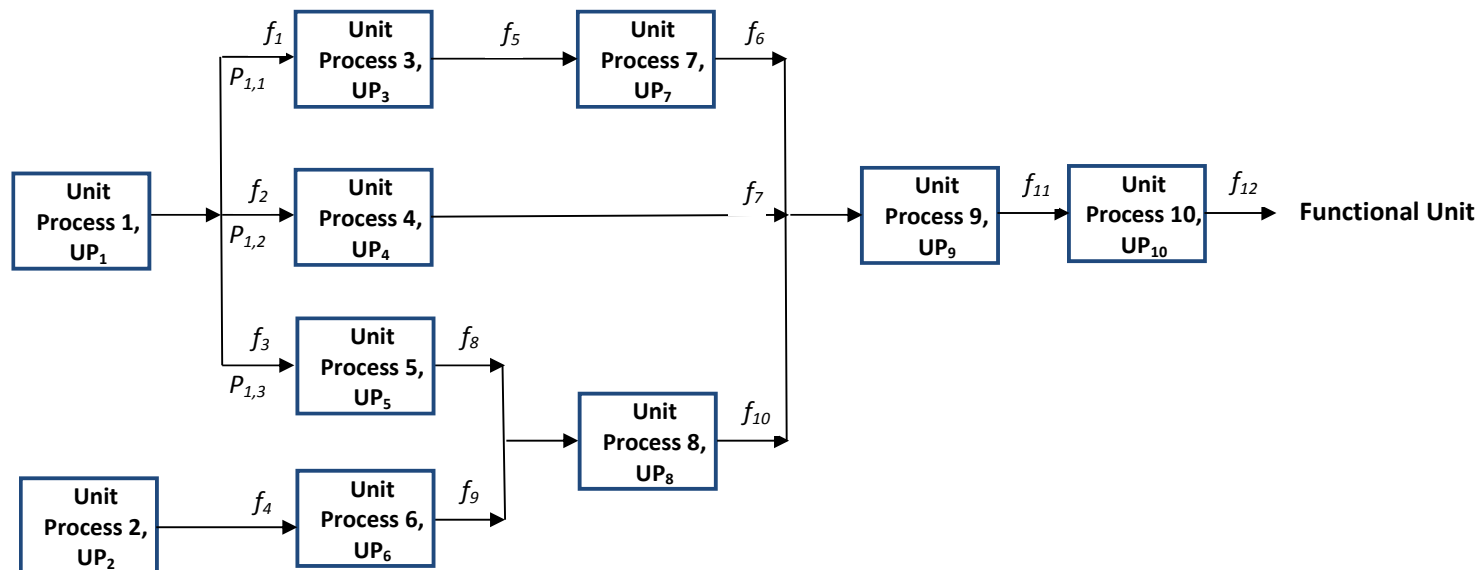 f1
P1,1
Unit
Process 3,
UP3
f5
Unit
Process 7,
UP7
f6
Unit
Process 1,
UP1
f2
P1,2
Unit
Process 4,
UP4
f7
Unit
Process 9,
UP9
f11
Unit
Process 10,
UP10
f12
Functional Unit
f3
P1,3
Unit
Process 5,
UP5
f8
Unit
Process 8,
UP8
f10
Unit
Process 2,
UP2
f4
Unit
Process 6,
UP6
f9